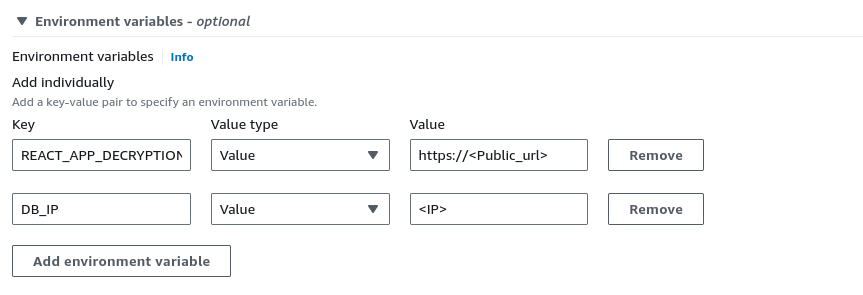 Environment variables - optional
Environment variables Info
Add individually
Add a key-value pair to specify an environment variable.
Key Value type Value
REACT_APP_DECRYPTION Value https://<Public_url> Remove
DB_IP Value <IP> Remove
Add environment variable